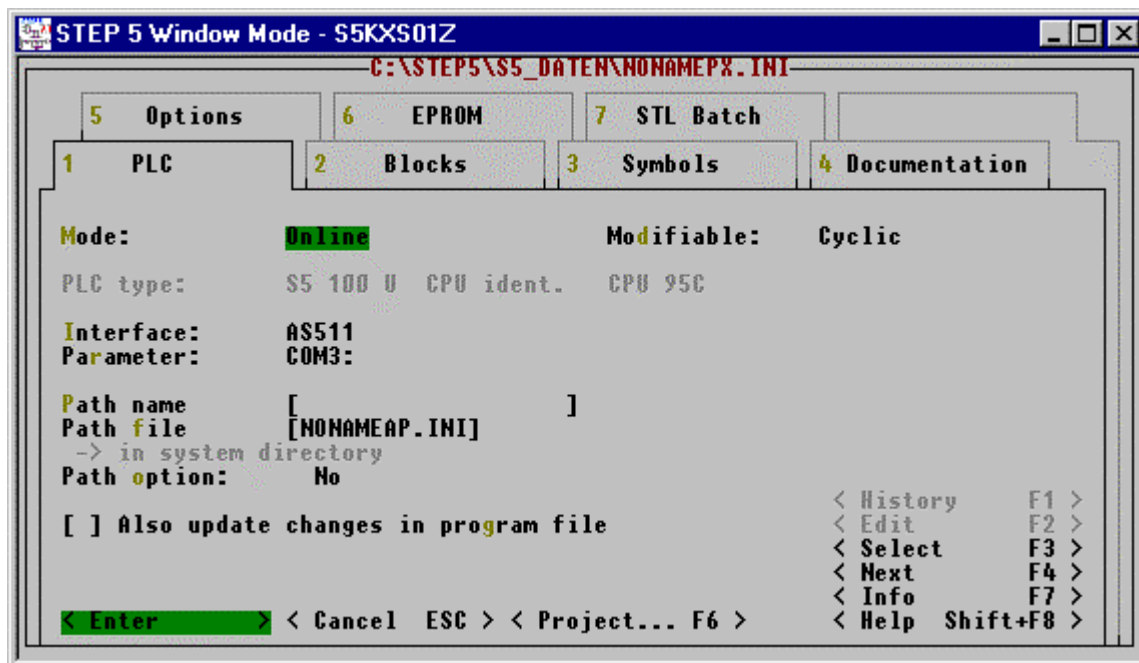 STEP 5 Window Mode - S5KXS01Z
C:\STEP5\S5_DATEN\NONAMEPX.INI
5 Options 6 EPROM 7 STL Batch
1 PLC 2 Blocks 3 Symbols 4 Documentation
Mode: Online Modifiable: Cyclic
PLC type: S5 100 U CPU ident. CPU 95C
Interface: AS511
Parameter: COM3:
Path name [ ]
Path file [NONAMEAP.INI]
-> in system directory
Path option: No
[ ] Also update changes in program file
< History F1 >
< Edit F2 >
< Select F3 >
< Next F4 >
< Info F7 >
< Enter > < Cancel ESC > < Project... F6 > < Help Shift+F8 >